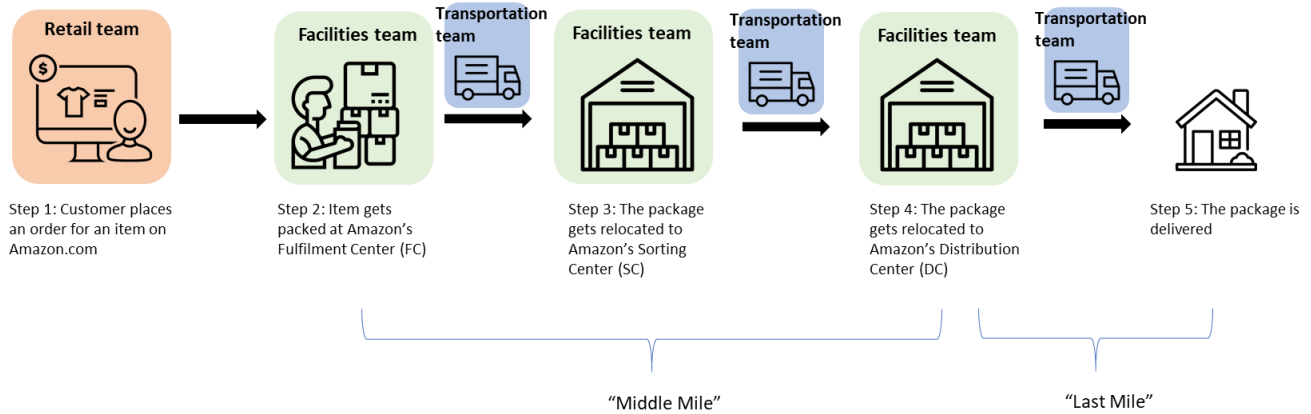 Retail team
Facilities team
Transportation
team
Facilities team
Transportation
team
Facilities team
Transportation
team
$
Step 1: Customer places
an order for an item on
Amazon.com
Step 2: Item gets
packed at Amazon’s
Fulfilment Center (FC)
Step 3: The package
gets relocated to
Amazon’s Sorting
Center (SC)
Step 4: The package
gets relocated to
Amazon’s Distribution
Center (DC)
Step 5: The package is
delivered
“Middle Mile”
“Last Mile”